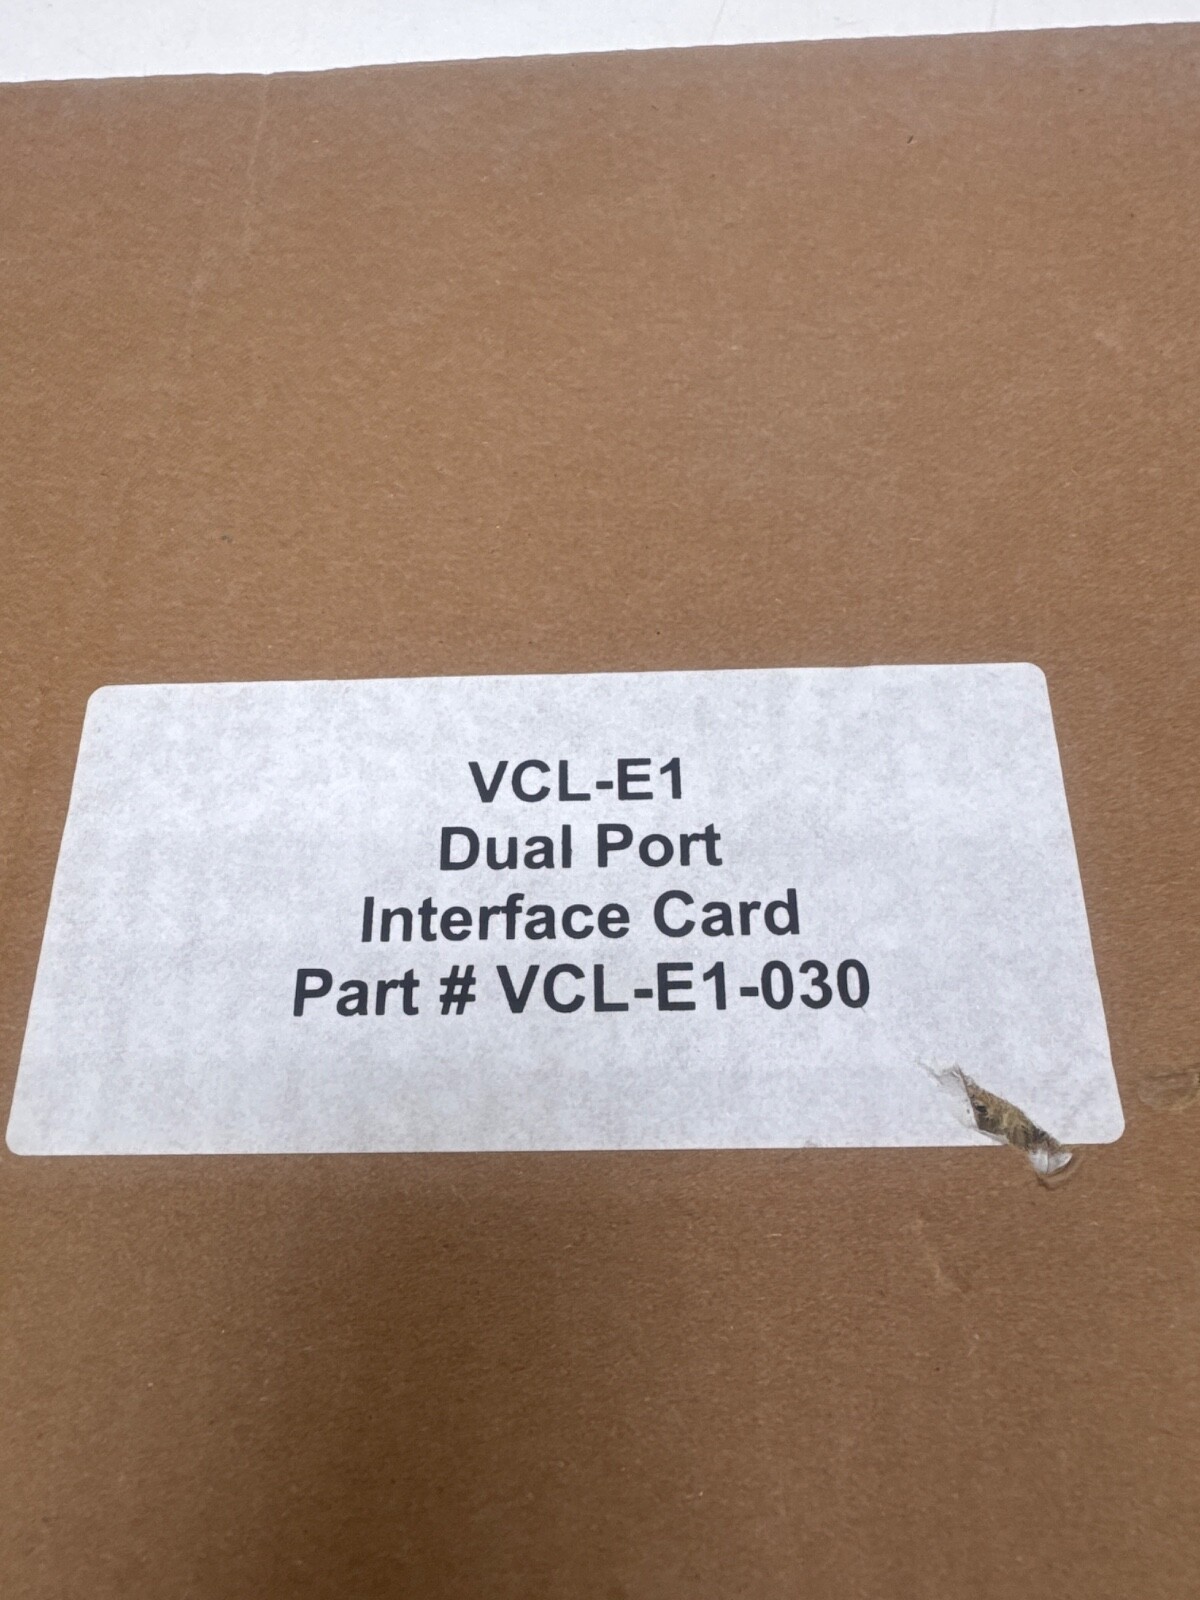 VCL-E1
Dual Port
Interface Card
Part # VCL-E1-030